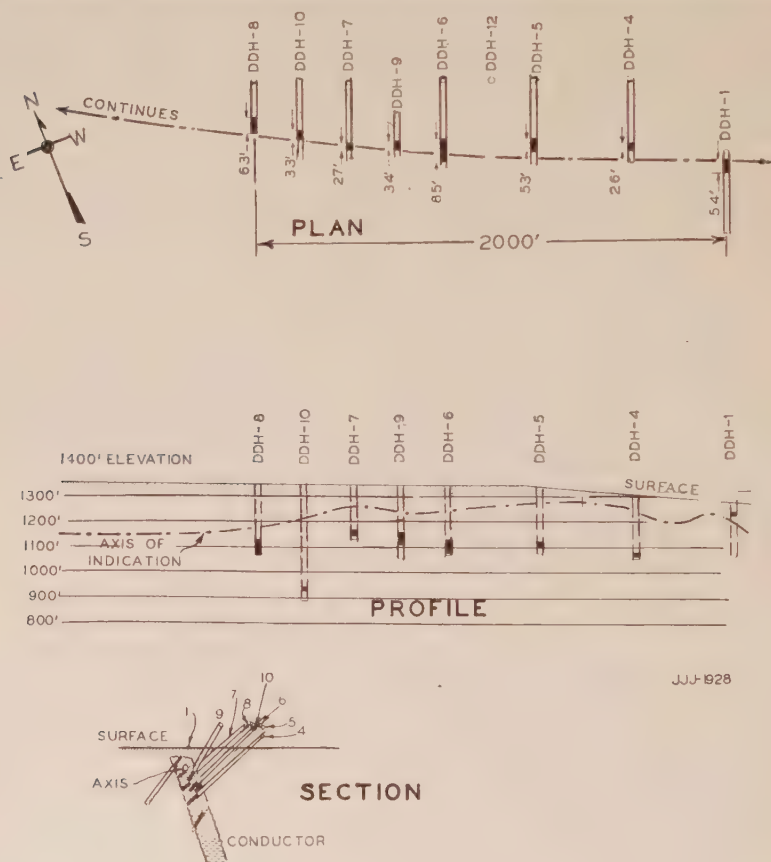 DDH-8
DDH-10
DDH-7
DDH-9
DDH-6
DDH-12
DDH-5
DDH-4
DDH-1
N
W
E
S
CONTINUES
63'
33'
27'
34'
85'
53'
26'
54'
PLAN
2000'
DDH-8
DDH-10
DDH-7
DDH-9
DDH-6
DDH-5
DDH-4
DDH-1
1400' ELEVATION
SURFACE
1300'
1200'
1100'
AXIS OF
INDICATION
1000'
900'
800'
PROFILE
JJJ-1928
10
1
9
7
8
6
5
4
SURFACE
AXIS
SECTION
CONDUCTOR